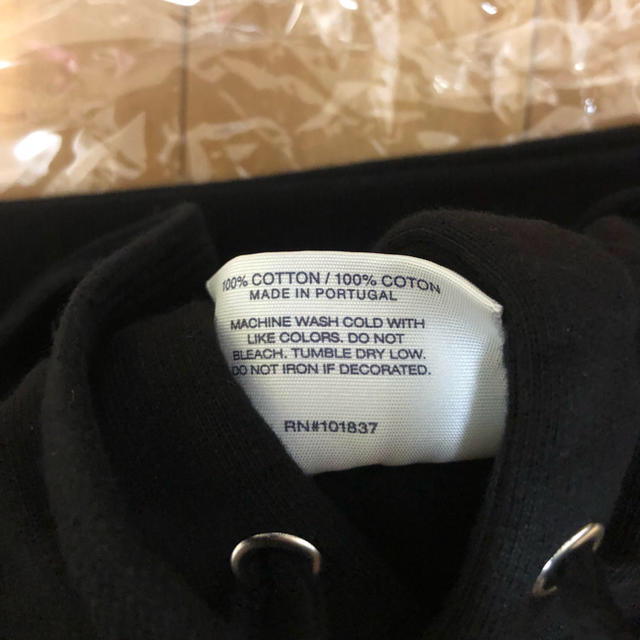 100% COTTON / 100% COTON
MADE IN PORTUGAL
MACHINE WASH COLD WITH
LIKE COLORS. DO NOT
BLEACH. TUMBLE DRY LOW.
DO NOT IRON IF DECORATED.
RN#101837